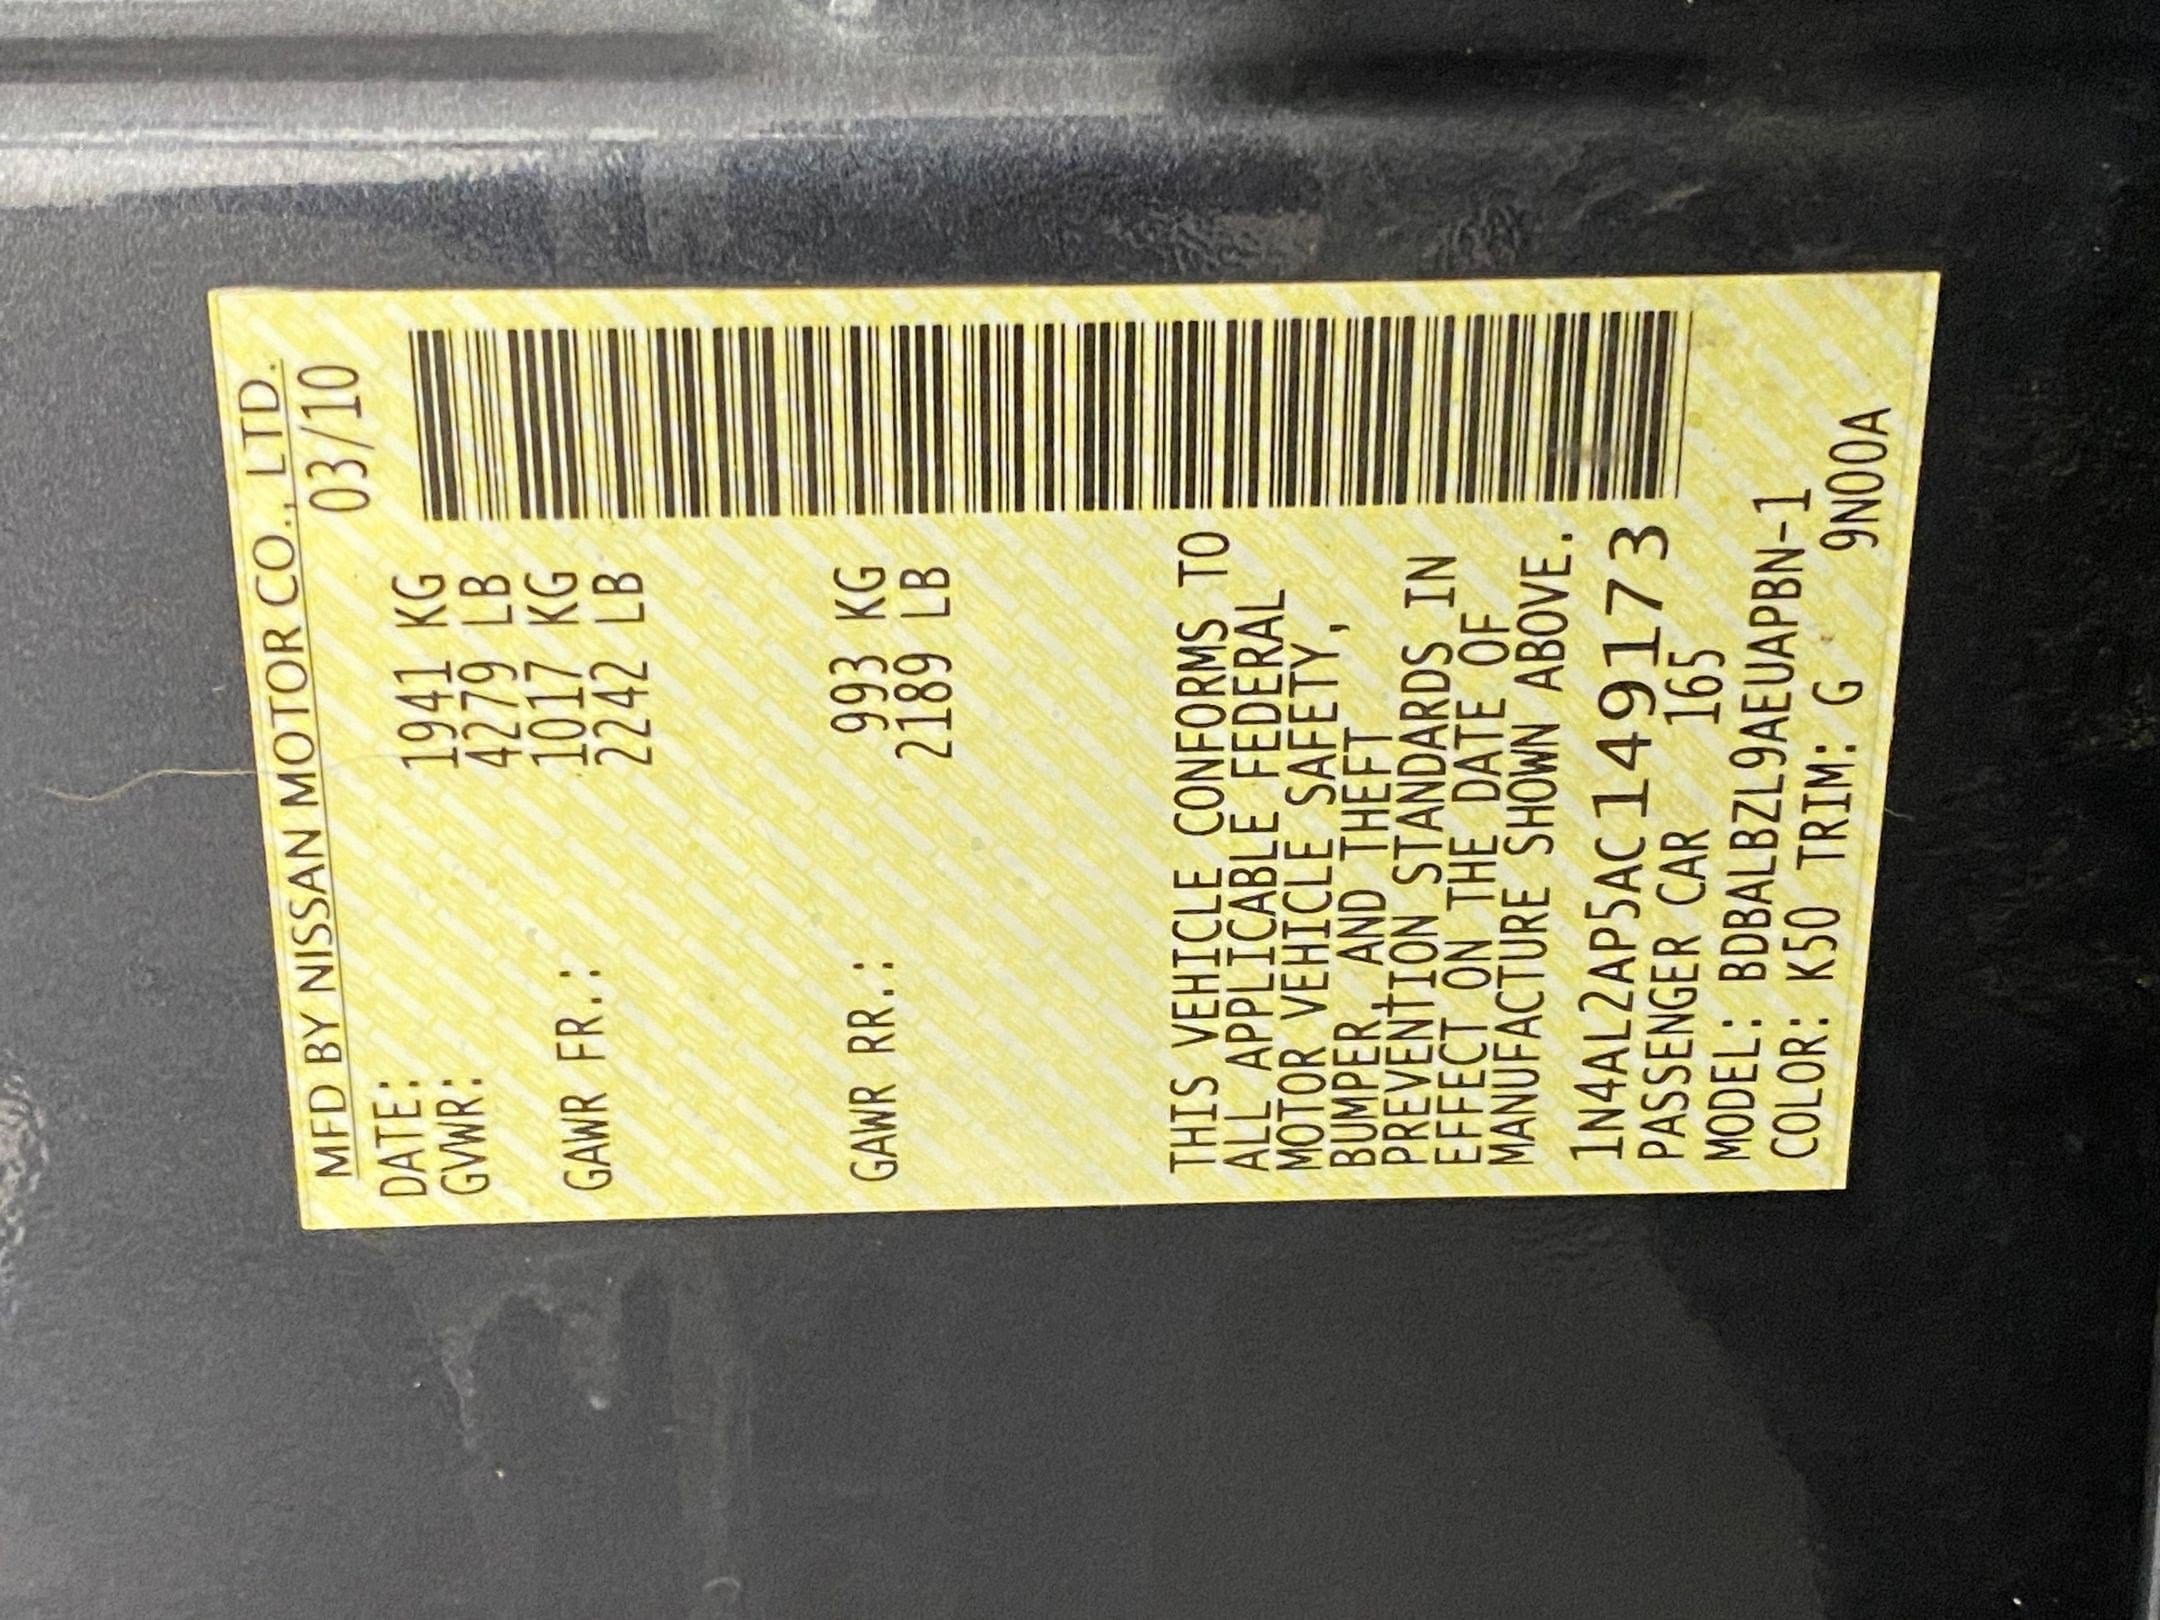 MFD BY NISSAN MOTOR CO., LTD.
DATE: 03/10
GVWR: 1941 KG
4279 LB
GAWR FR.: 1017 KG
2242 LB
GAWR RR.: 993 KG
2189 LB
THIS VEHICLE CONFORMS TO
ALL APPLICABLE FEDERAL
MOTOR VEHICLE SAFETY,
BUMPER, AND THEFT
PREVENTION STANDARDS IN
EFFECT ON THE DATE OF
MANUFACTURE SHOWN ABOVE.
1N4AL2AP5AC149173
PASSENGER CAR 165
MODEL: BDBALBZL9AEUAPBN-1
COLOR: K50 TRIM: G 9N00A